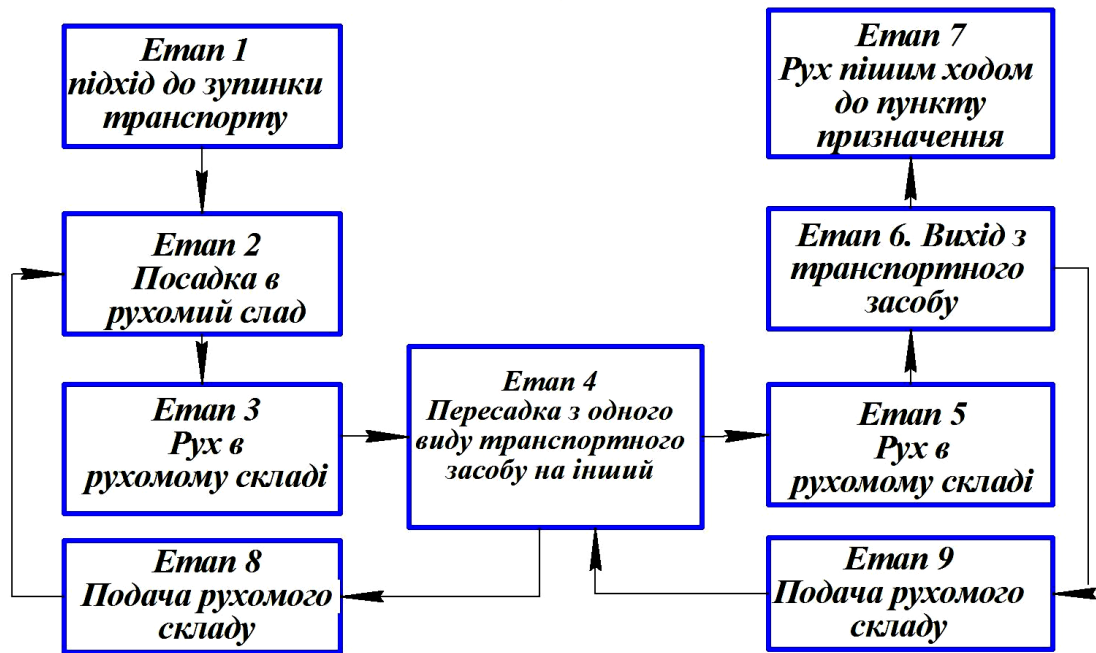 Етап 1
підхід до зупинки
транспорту
Етап 2
Посадка в
рухомий слад
Етап 3
Рух в
рухомому складі
Етап 4
Пересадка з одного
виду транспортного
засобу на інший
Етап 5
Рух в
рухомому складі
Етап 6. Вихід з
транспортного
засобу
Етап 7
Рух пішим ходом
до пункту
призначення
Етап 8
Подача рухомого
складу
Етап 9
Подача рухомого
складу